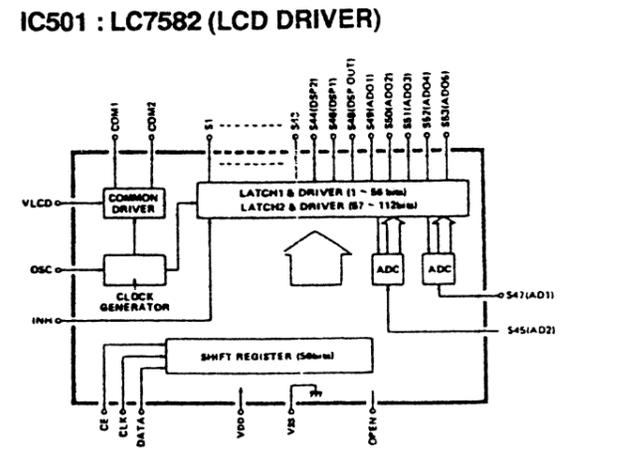 IC501 : LC7582 (LCD DRIVER)
COM1
COM2
S1
S43
S44(DSP2)
S46(DSP1)
S48(DSP OUT)
S49(ADO1)
S50(ADO2)
S51(ADO3)
S52(ADO4)
S53(ADO5)
VLCD
COMMON
DRIVER
LATCH1 & DRIVER (1 ~ 56 bits)
LATCH2 & DRIVER (57 ~ 112bits)
OSC
CLOCK
GENERATOR
ADC
ADC
S47(AD1)
INH
S45(AD2)
SHIFT REGISTER (56bits)
CE
CLK
DATA
VDD
VSS
OPEN